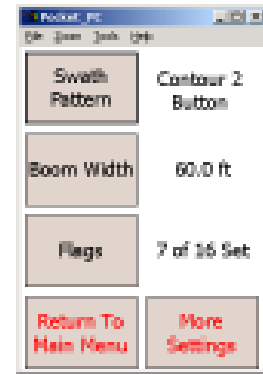 Pocket_PC
File Zoom Tools Help
Swath
Pattern
Contour 2
Button
Boom Width
60.0 ft
Flags
7 of 16 Set
Return To
Main Menu
More
Settings